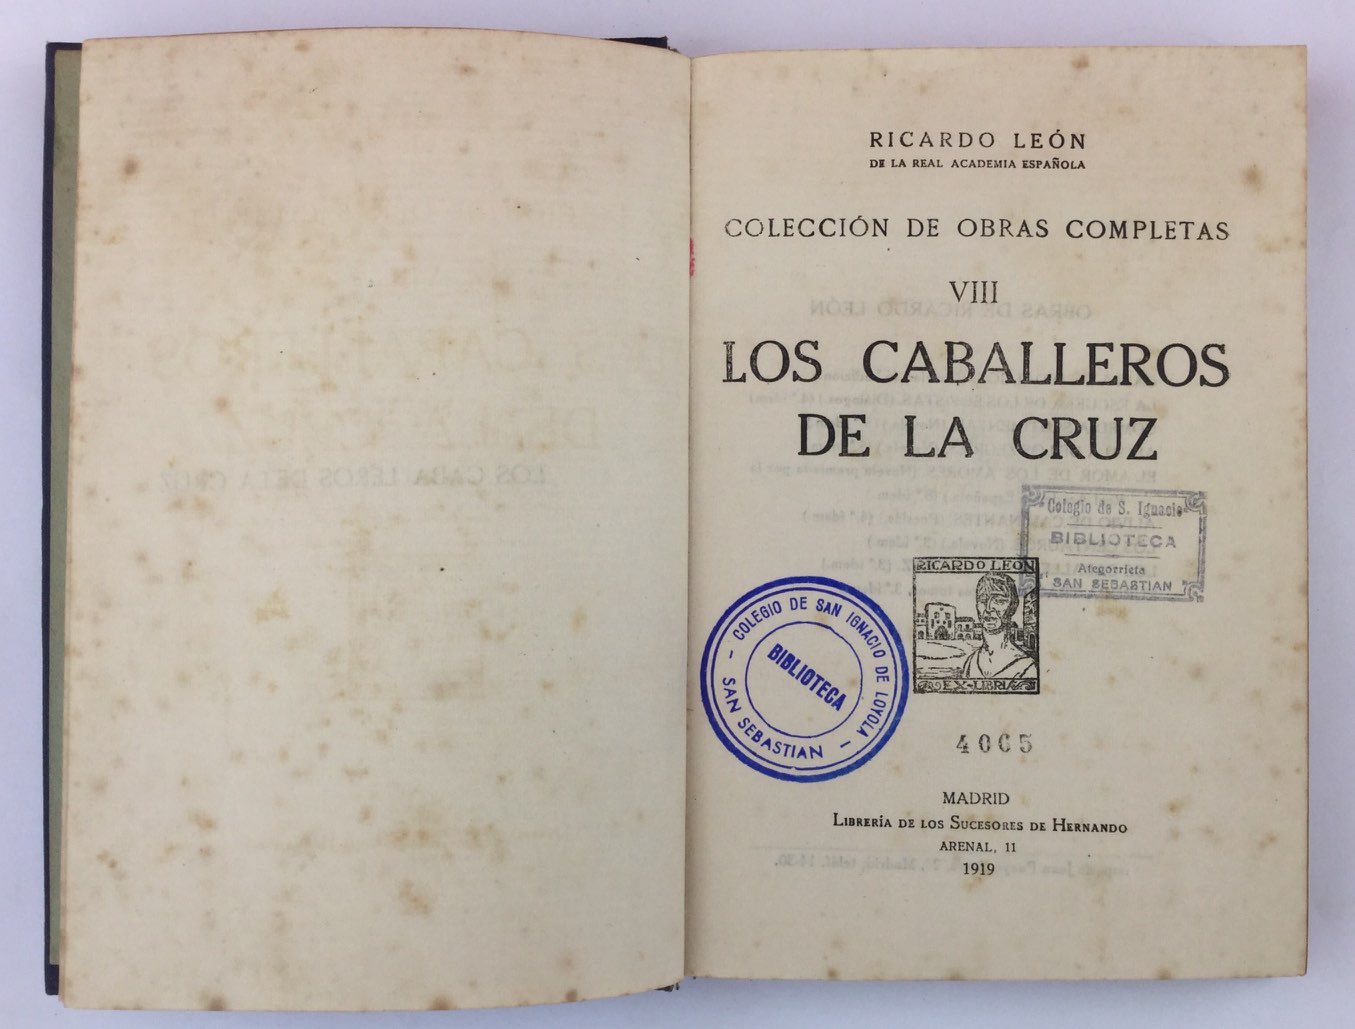 RICARDO LEÓN
DE LA REAL ACADEMIA ESPAÑOLA
COLECCIÓN DE OBRAS COMPLETAS
VIII
LOS CABALLEROS
DE LA CRUZ
Colegio de S. Ignacio
BIBLIOTECA
Ategorrieta
SAN SEBASTIAN
RICARDO LEON
EX-LIBRIS
COLEGIO DE SAN IGNACIO DE LOYOLA
BIBLIOTECA
— SAN SEBASTIAN —
4005
MADRID
LIBRERÍA DE LOS SUCESORES DE HERNANDO
ARENAL, 11
1919